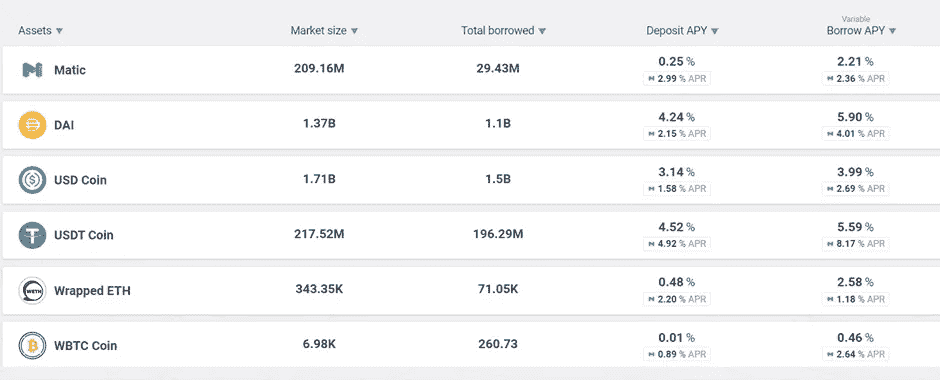 Variable
Assets Market size Total borrowed Deposit APY Borrow APY
Matic 209.16M 29.43M 0.25 % 2.21 %
2.99 % APR 2.36 % APR
DAI 1.37B 1.1B 4.24 % 5.90 %
2.15 % APR 4.01 % APR
USD Coin 1.71B 1.5B 3.14 % 3.99 %
1.58 % APR 2.69 % APR
USDT Coin 217.52M 196.29M 4.52 % 5.59 %
4.92 % APR 8.17 % APR
WETH Wrapped ETH 343.35K 71.05K 0.48 % 2.58 %
2.20 % APR 1.18 % APR
WBTC Coin 6.98K 260.73 0.01 % 0.46 %
0.89 % APR 2.64 % APR